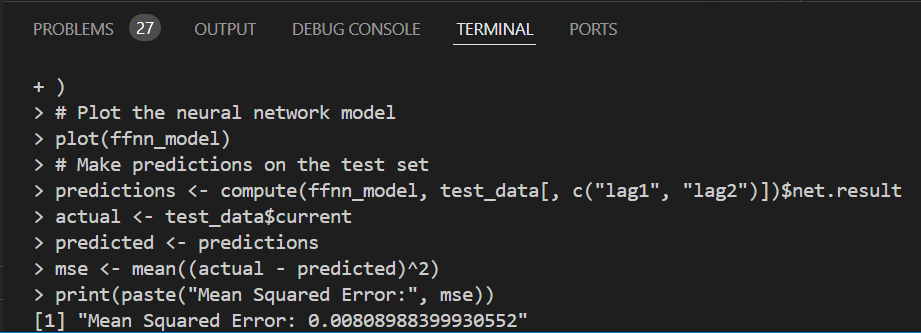 PROBLEMS 27 OUTPUT DEBUG CONSOLE TERMINAL PORTS
+ )
> # Plot the neural network model
> plot(ffnn_model)
> # Make predictions on the test set
> predictions <- compute(ffnn_model, test_data[, c("lag1", "lag2")])$net.result
> actual <- test_data$current
> predicted <- predictions
> mse <- mean((actual - predicted)^2)
> print(paste("Mean Squared Error:", mse))
[1] "Mean Squared Error: 0.00808988399930552"